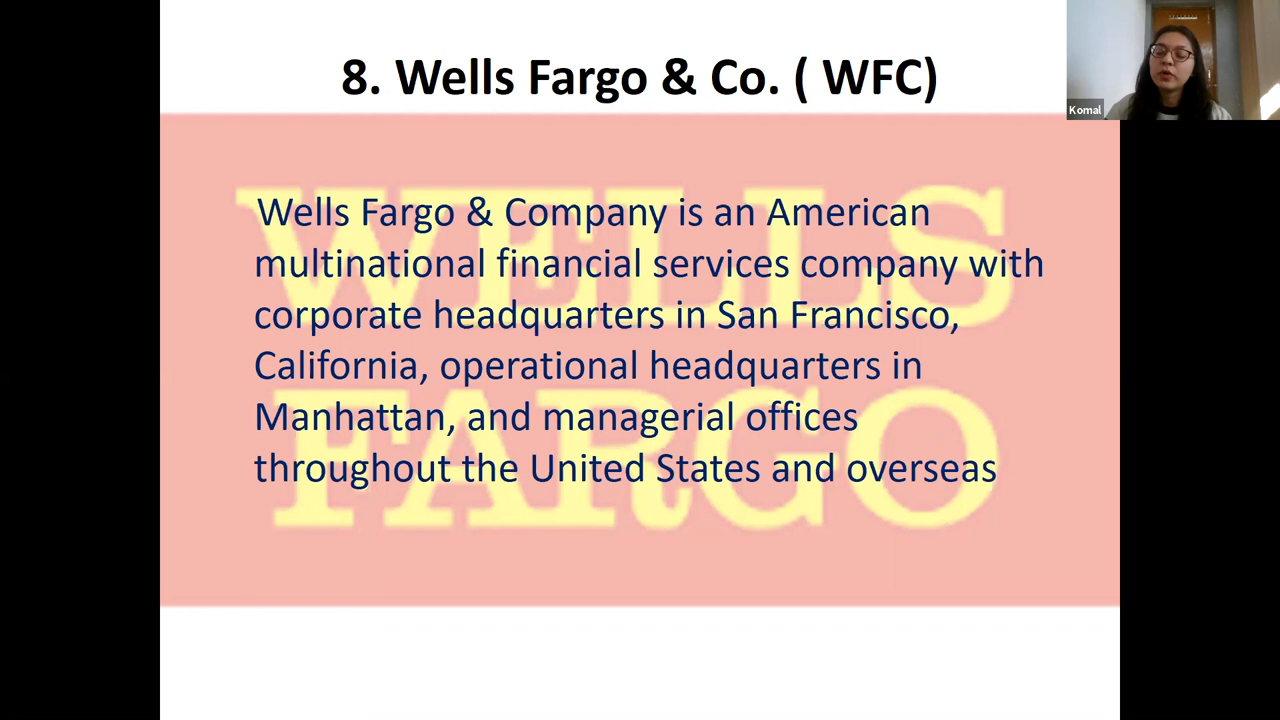 8. Wells Fargo & Co. ( WFC)
Komal
WELLS
FARGO
Wells Fargo & Company is an American
multinational financial services company with
corporate headquarters in San Francisco,
California, operational headquarters in
Manhattan, and managerial offices
throughout the United States and overseas